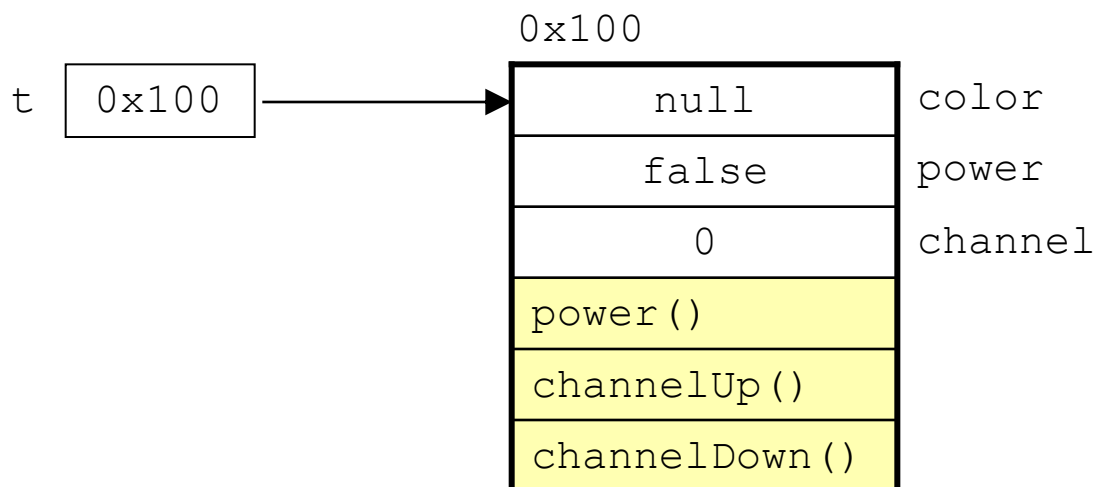 0x100
t 0x100 null color
false power
0 channel
power()
channelUp()
channelDown()